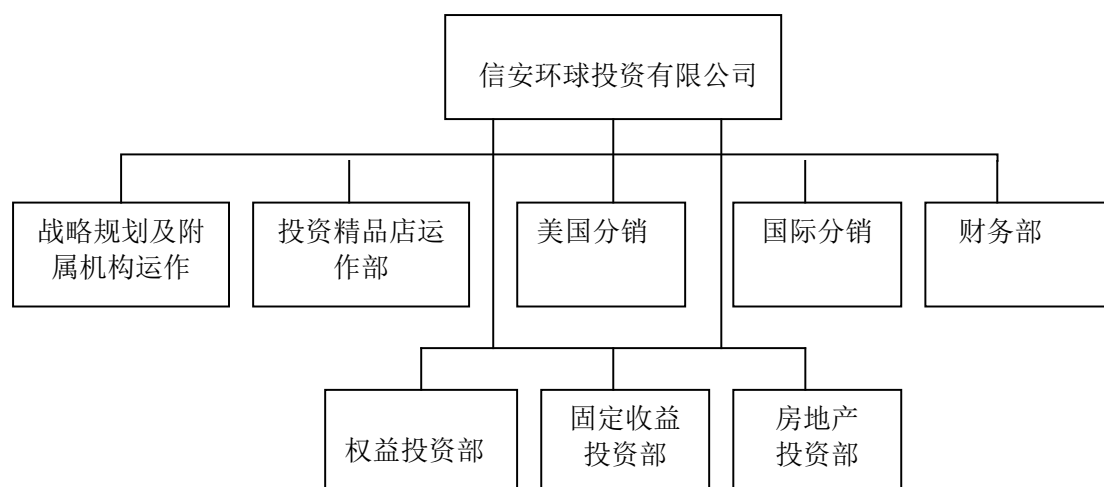 信安环球投资有限公司
战略规划及附
属机构运作
投资精品店运
作部
美国分销
国际分销
财务部
权益投资部
固定收益
投资部
房地产
投资部